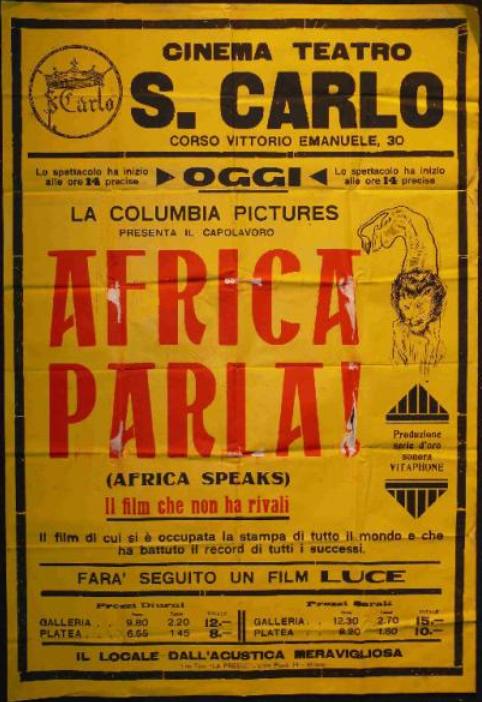 S. Carlo
CINEMA TEATRO
S. CARLO
CORSO VITTORIO EMANUELE, 30
Lo spettacolo ha inizio
alle ore 14 precise
OGGI
Lo spettacolo ha inizio
alle ore 14 precise
LA COLUMBIA PICTURES
PRESENTA IL CAPOLAVORO
AFRICA
PARLA!
Produzione
serie d'oro
sonora
VITAPHONE
(AFRICA SPEAKS)
Il film che non ha rivali
Il film di cui si è occupata la stampa di tutto il mondo e che
ha battuto il record di tutti i successi.
FARA' SEGUITO UN FILM LUCE
Prezzi Diurni
GALLERIA . . . 9.80 2.20 12.—
PLATEA . . . 6.55 1.45 8.—
Prezzi Serali
GALLERIA . . . 12.30 2.70 15.—
PLATEA . . . 8.20 1.80 10.—
IL LOCALE DALL'ACUSTICA MERAVIGLIOSA